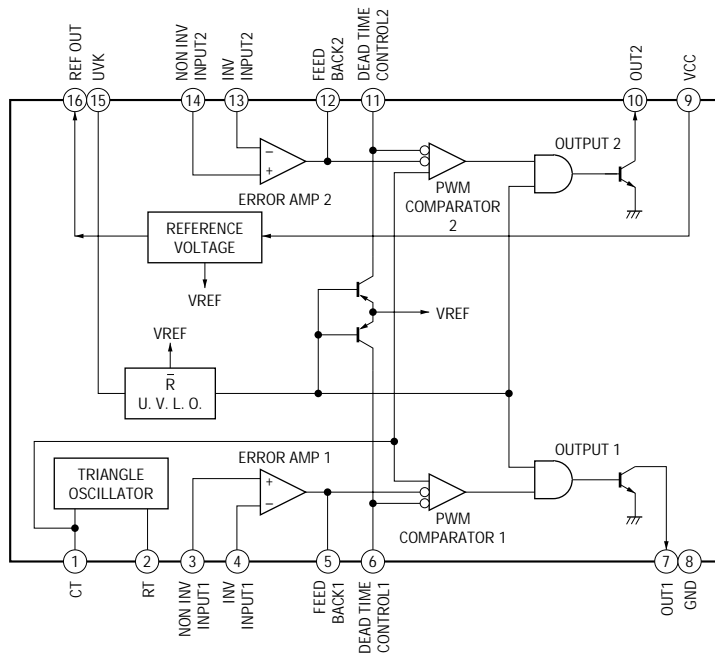 REF OUT
UVK
NON INV
INPUT2
INV
INPUT2
FEED
BACK2
DEAD TIME
CONTROL2
OUT2
VCC
16
15
14
13
12
11
10
9
−
+
ERROR AMP 2
PWM
COMPARATOR
2
OUTPUT 2
REFERENCE
VOLTAGE
VREF
VREF
VREF
R̅
U. V. L. O.
TRIANGLE
OSCILLATOR
ERROR AMP 1
+
−
PWM
COMPARATOR 1
OUTPUT 1
1
2
3
4
5
6
7
8
CT
RT
NON INV
INPUT1
INV
INPUT1
FEED
BACK1
DEAD TIME
CONTROL1
OUT1
GND